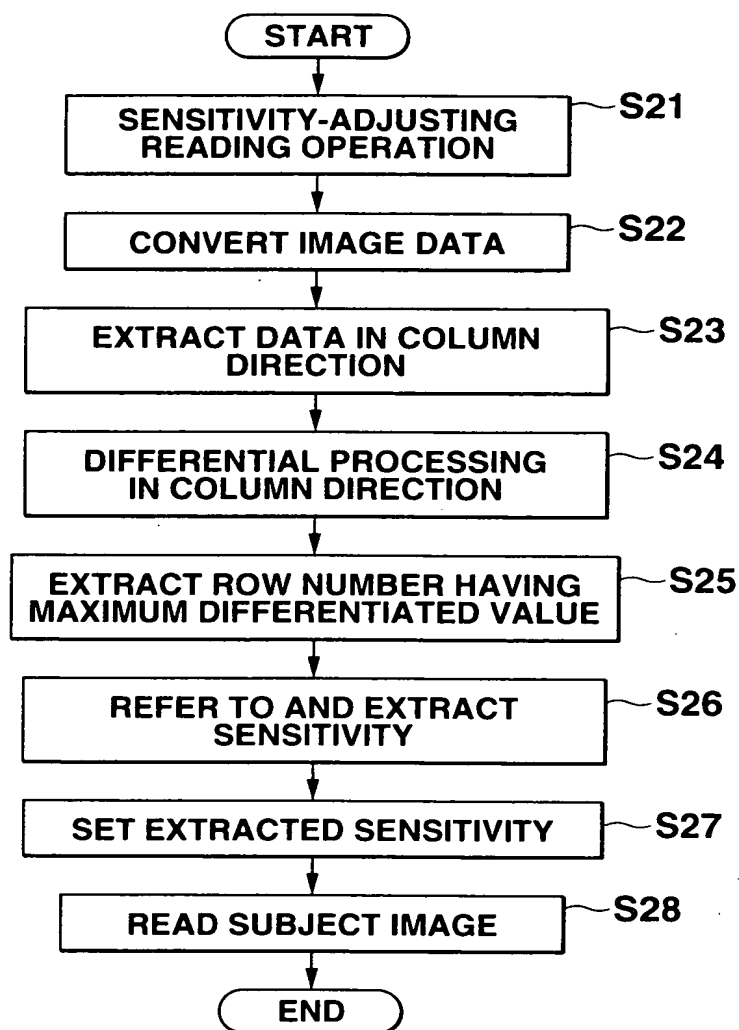 START
SENSITIVITY-ADJUSTING
READING OPERATION
S21
CONVERT IMAGE DATA
S22
EXTRACT DATA IN COLUMN
DIRECTION
S23
DIFFERENTIAL PROCESSING
IN COLUMN DIRECTION
S24
EXTRACT ROW NUMBER HAVING
MAXIMUM DIFFERENTIATED VALUE
S25
REFER TO AND EXTRACT
SENSITIVITY
S26
SET EXTRACTED SENSITIVITY
S27
READ SUBJECT IMAGE
S28
END